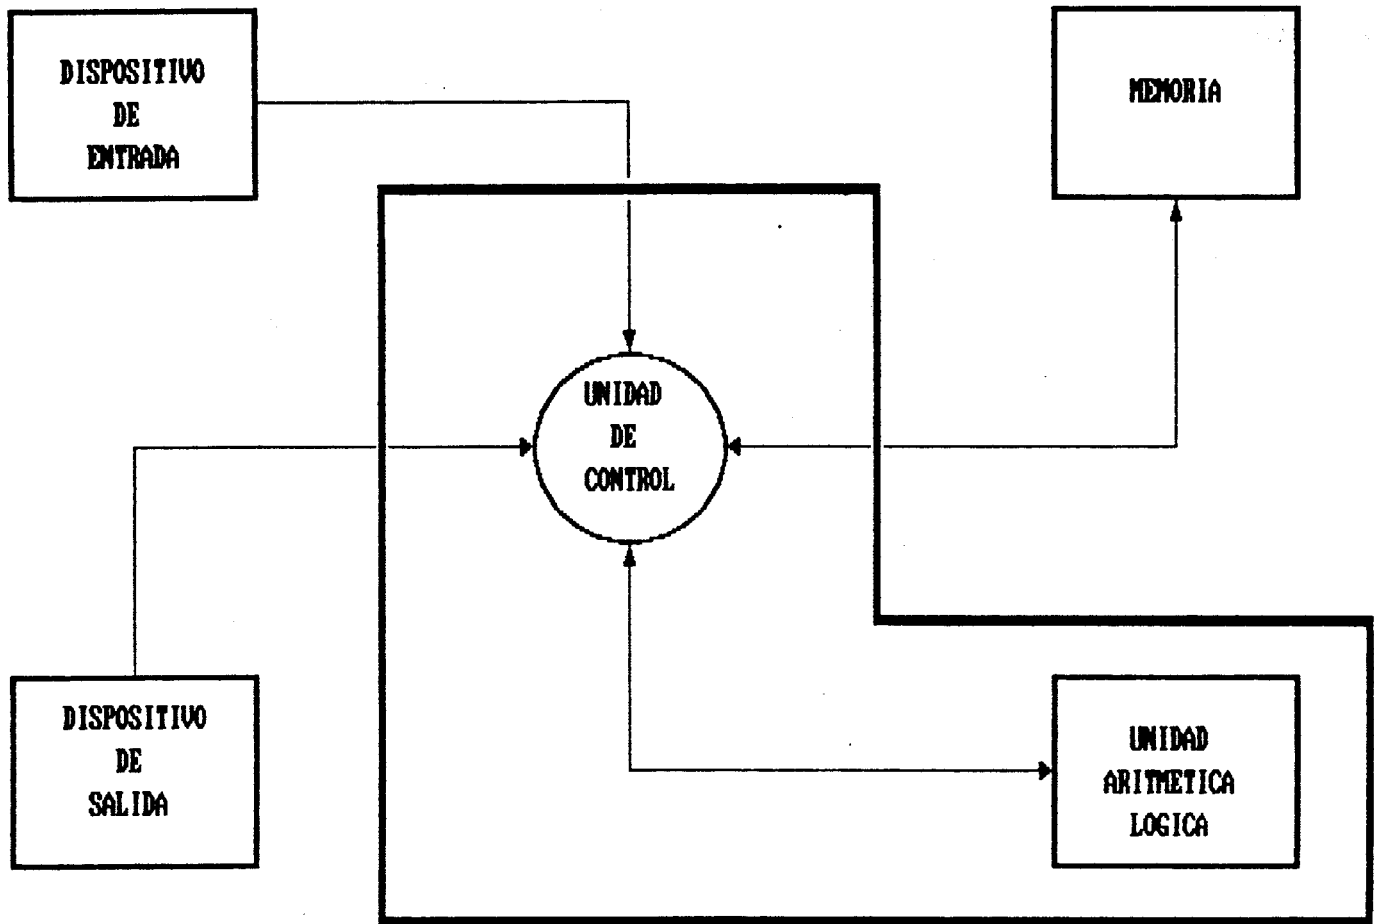 DISPOSITIVO
DE
ENTRADA
MEMORIA
UNIDAD
DE
CONTROL
DISPOSITIVO
DE
SALIDA
UNIDAD
ARITMETICA
LOGICA